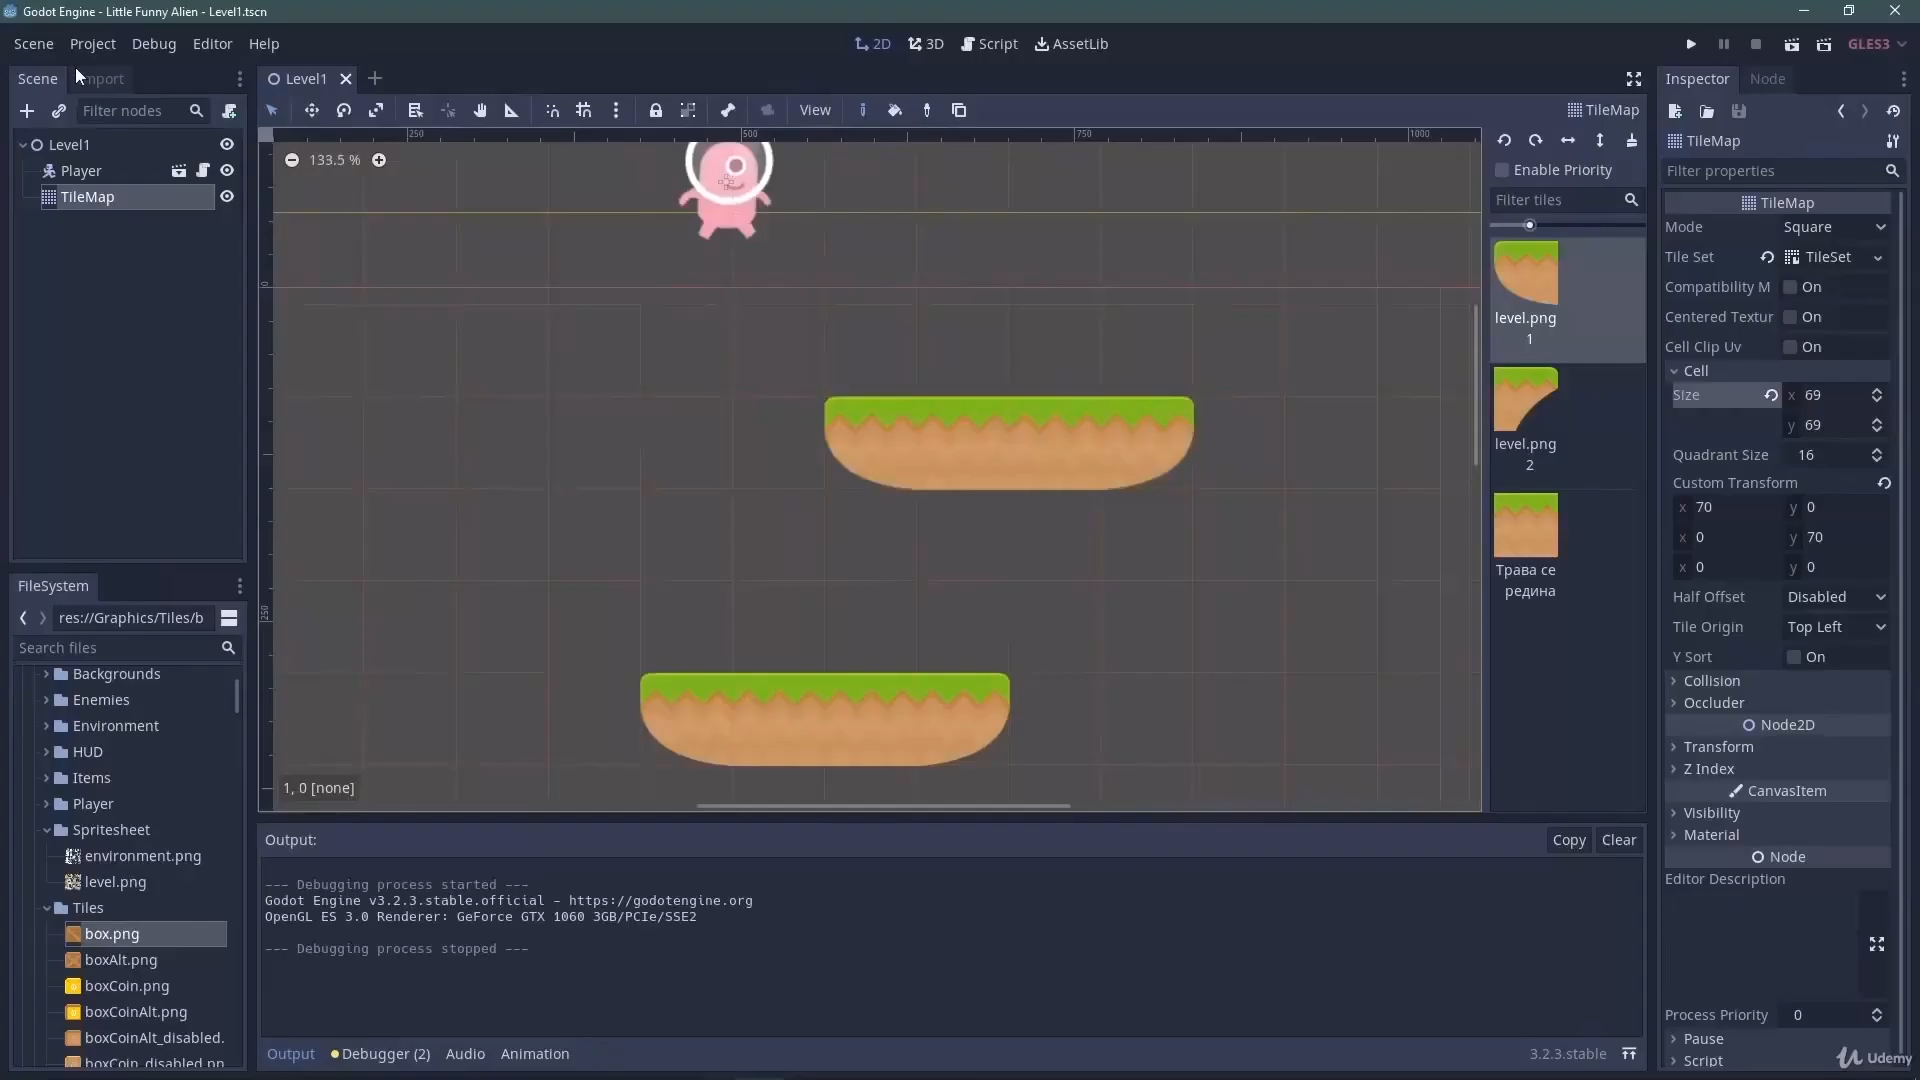 Godot Engine - Little Funny Alien - Level1.tscn
Scene Project Debug Editor Help
2D 3D Script AssetLib
GLES3
Scene Import
Filter nodes
Level1
Player
TileMap
FileSystem
res://Graphics/Tiles/b
Search files
Backgrounds
Enemies
Environment
HUD
Items
Player
Spritesheet
environment.png
level.png
Tiles
box.png
boxAlt.png
boxCoin.png
boxCoinAlt.png
boxCoinAlt_disabled.
boxCoin_disabled.pn
Level1
View
TileMap
250 500 750 1000
133.5 %
0
250
1, 0 [none]
Enable Priority
Filter tiles
level.png
1
level.png
2
Трава се
редина
Output:
Copy Clear
--- Debugging process started ---
Godot Engine v3.2.3.stable.official - https://godotengine.org
OpenGL ES 3.0 Renderer: GeForce GTX 1060 3GB/PCIe/SSE2
--- Debugging process stopped ---
Output Debugger (2) Audio Animation
3.2.3.stable
Inspector Node
TileMap
Filter properties
TileMap
Mode Square
Tile Set TileSet
Compatibility M On
Centered Textur On
Cell Clip Uv On
Cell
Size x 69
y 69
Quadrant Size 16
Custom Transform
x 70 y 0
x 0 y 70
x 0 y 0
Half Offset Disabled
Tile Origin Top Left
Y Sort On
Collision
Occluder
Node2D
Transform
Z Index
CanvasItem
Visibility
Material
Node
Editor Description
Process Priority 0
Pause
Script
Udemy